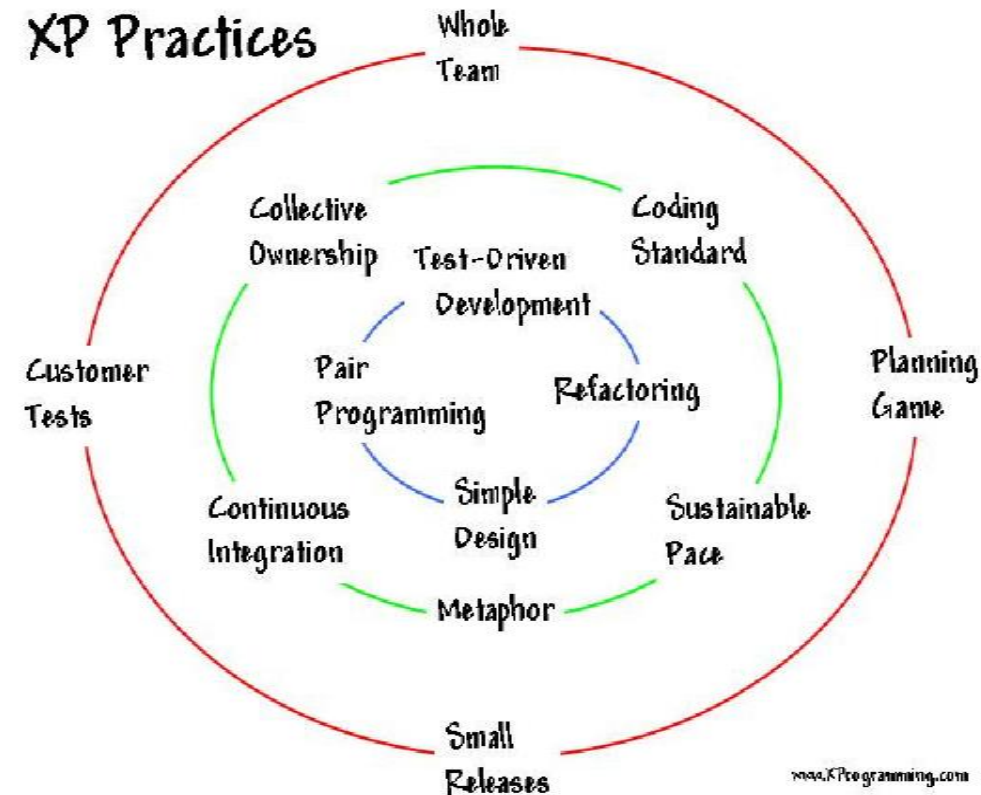 XP Practices
Whole
Team
Collective
Ownership
Coding
Standard
Test-Driven
Development
Customer
Tests
Pair
Programming
Refactoring
Planning
Game
Continuous
Integration
Simple
Design
Sustainable
Pace
Metaphor
Small
Releases
www.XProgramming.com